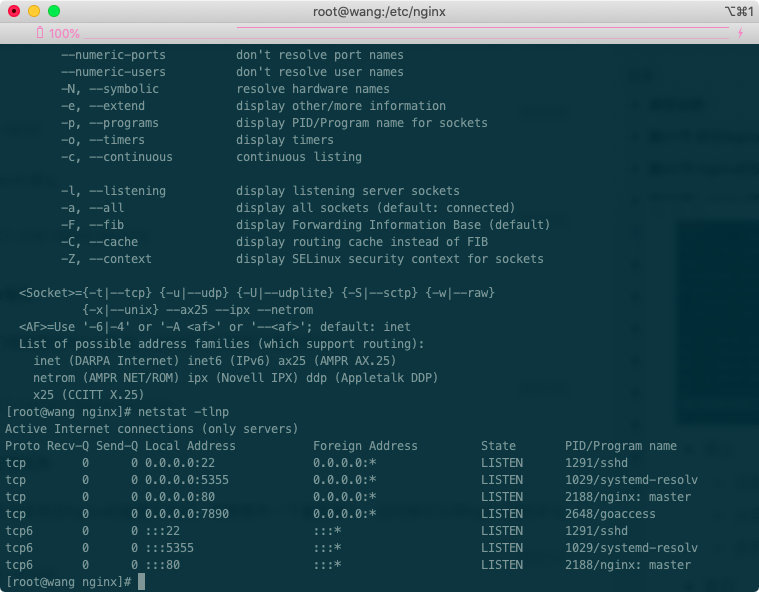 root@wang:/etc/nginx
⌥⌘1
100%
--numeric-ports don't resolve port names
--numeric-users don't resolve user names
-N, --symbolic resolve hardware names
-e, --extend display other/more information
-p, --programs display PID/Program name for sockets
-o, --timers display timers
-c, --continuous continuous listing
-l, --listening display listening server sockets
-a, --all display all sockets (default: connected)
-F, --fib display Forwarding Information Base (default)
-C, --cache display routing cache instead of FIB
-Z, --context display SELinux security context for sockets
<Socket>={-t|--tcp} {-u|--udp} {-U|--udplite} {-S|--sctp} {-w|--raw}
{-x|--unix} --ax25 --ipx --netrom
<AF>=Use '-6|-4' or '-A <af>' or '--<af>'; default: inet
List of possible address families (which support routing):
inet (DARPA Internet) inet6 (IPv6) ax25 (AMPR AX.25)
netrom (AMPR NET/ROM) ipx (Novell IPX) ddp (Appletalk DDP)
x25 (CCITT X.25)
[root@wang nginx]# netstat -tlnp
Active Internet connections (only servers)
Proto Recv-Q Send-Q Local Address Foreign Address State PID/Program name
tcp 0 0 0.0.0.0:22 0.0.0.0:* LISTEN 1291/sshd
tcp 0 0 0.0.0.0:5355 0.0.0.0:* LISTEN 1029/systemd-resolv
tcp 0 0 0.0.0.0:80 0.0.0.0:* LISTEN 2188/nginx: master
tcp 0 0 0.0.0.0:7890 0.0.0.0:* LISTEN 2648/goaccess
tcp6 0 0 :::22 :::* LISTEN 1291/sshd
tcp6 0 0 :::5355 :::* LISTEN 1029/systemd-resolv
tcp6 0 0 :::80 :::* LISTEN 2188/nginx: master
[root@wang nginx]#